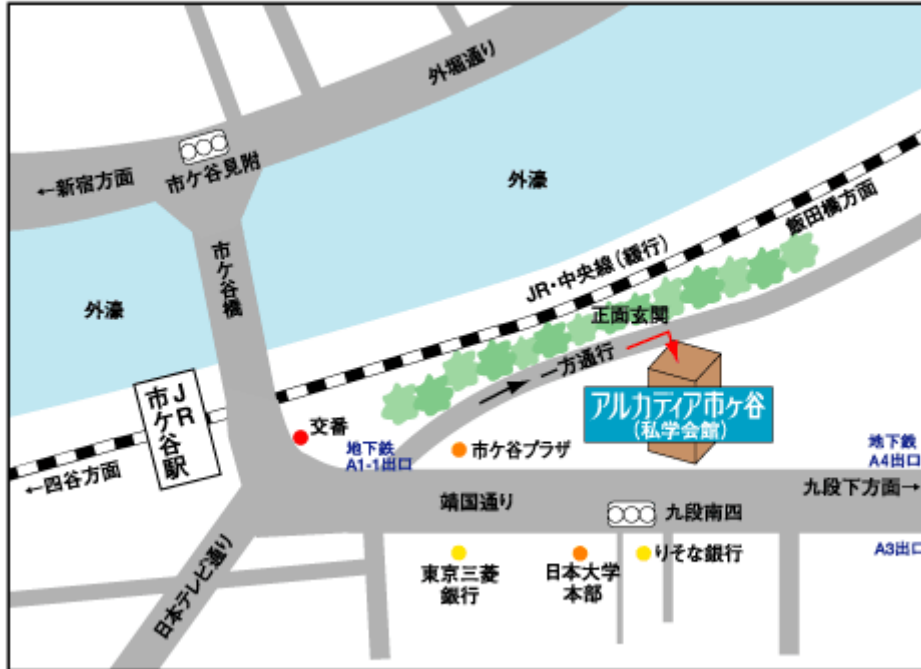 外堀通り
市ケ谷見附
←新宿方面
外濠
飯田橋方面
市ケ谷橋
JR・中央線(緩行)
外濠
正面玄関
一方通行
アルカディア市ヶ谷
(私学会館)
JR
市ケ谷駅
交番
地下鉄
A1-1出口
市ケ谷プラザ
地下鉄
A4出口
←四谷方面
九段下方面→
靖国通り
九段南四
東京三菱
銀行
日本大学
本部
りそな銀行
A3出口
日本テレビ通り